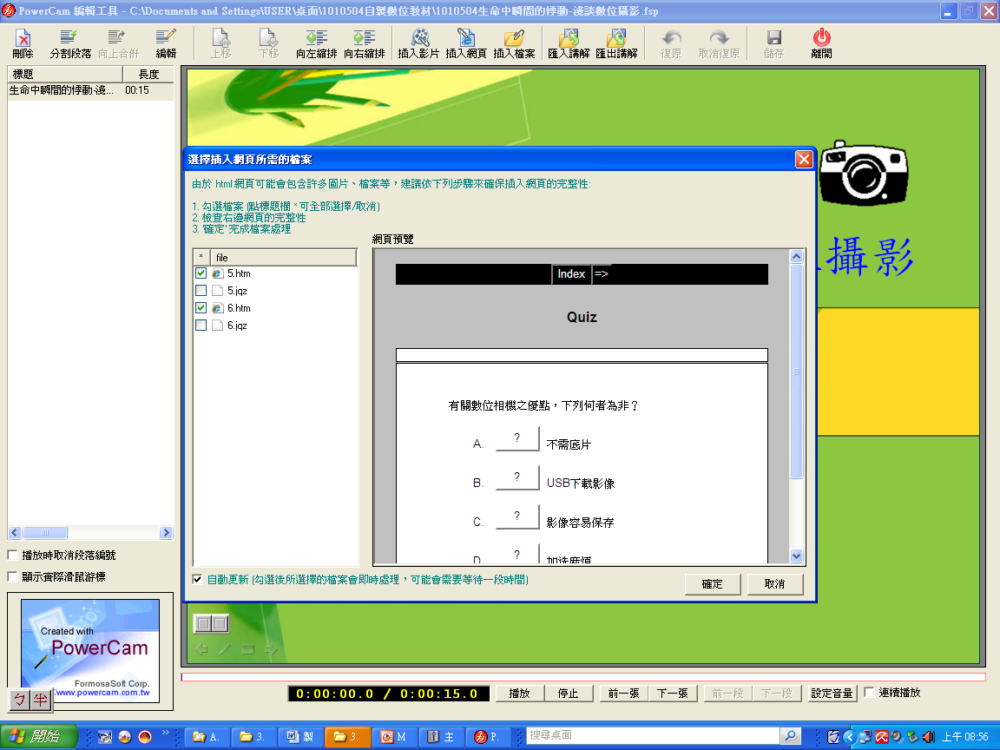 PowerCam 編輯工具 - C:\Documents and Settings\USER\桌面\1010504自製數位教材\1010504生命中瞬間的悸動-淺談數位攝影.fsp
刪除 分割段落 向上合併 編輯 上移 下移 向左縮排 向右縮排 插入影片 插入網頁 插入檔案 匯入講解 匯出講解 復原 取消復原 儲存 離開
標題 長度
生命中瞬間的悸動-淺... 00:15
攝影
選擇插入網頁所需的檔案
由於 html 網頁可能會包含許多圖片、檔案等，建議依下列步驟來確保插入網頁的完整性:
1. 勾選檔案 (點標題欄 * 可全部選擇/取消)
2. 檢查右邊網頁的完整性
3. '確定' 完成檔案處理
網頁預覽
* file
5.htm
5.jqz
6.htm
6.jqz
Index =>
Quiz
有關數位相機之優點，下列何者為非？
A. ? 不需底片
B. ? USB下載影像
C. ? 影像容易保存
D. ? 加洗麻煩
自動更新 (勾選後所選擇的檔案會即時處理，可能會需要等待一段時間)
確定 取消
播放時取消段落編號
顯示實際滑鼠游標
Created with
PowerCam
FormosaSoft Corp.
www.powercam.com.tw
ㄅ 半
0:00:00.0 / 0:00:15.0
播放 停止 前一張 下一張 前一段 下一段 設定音量 連續播放
開始 A. 3. 製 3. M 主 P. 搜尋桌面 上午 08:56